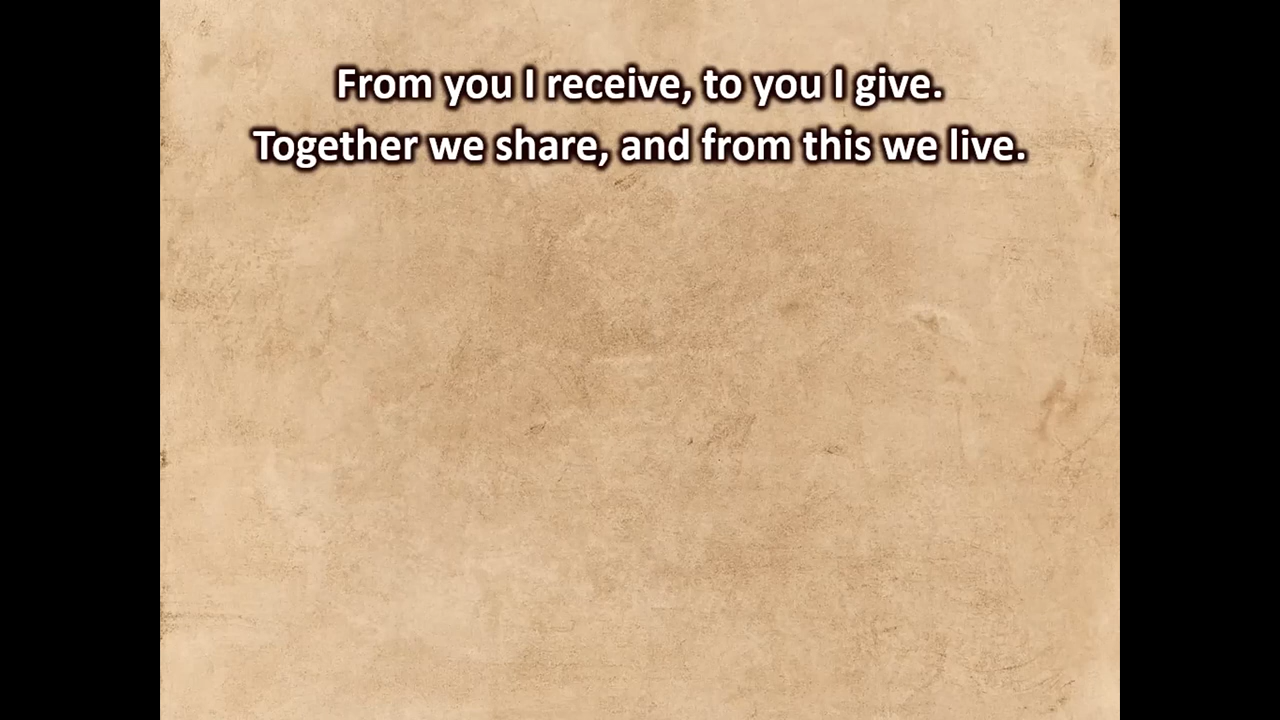 From you I receive, to you I give.
Together we share, and from this we live.